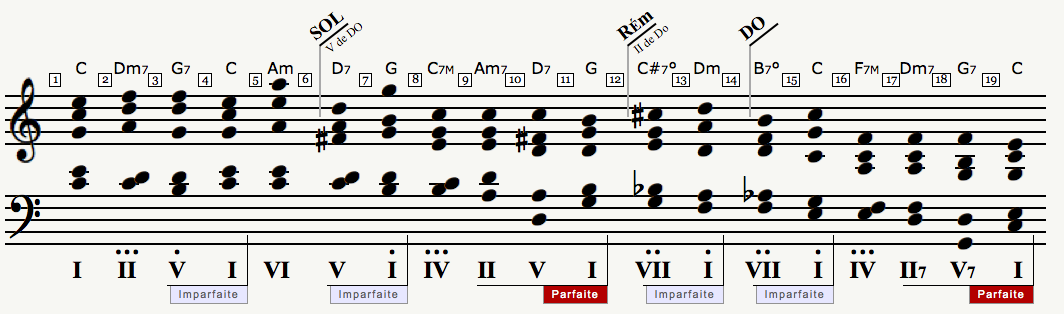 SOL
V de DO
RÉm
II de Do
DO
C Dm7 G7 C Am D7 G C7M Am7 D7 G C#7º Dm B7º C F7M Dm7 G7 C
1 2 3 4 5 6 7 8 9 10 11 12 13 14 15 16 17 18 19
I II V I VI V I IV II V I VII I VII I IV II7 V7 I
Imparfaite Imparfaite Parfaite Imparfaite Imparfaite Parfaite